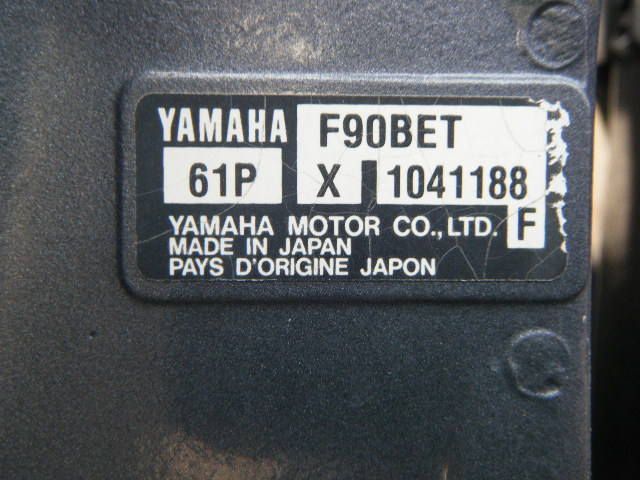 YAMAHA F90BET
61P X 1041188
YAMAHA MOTOR CO.,LTD. F
MADE IN JAPAN
PAYS D'ORIGINE JAPON